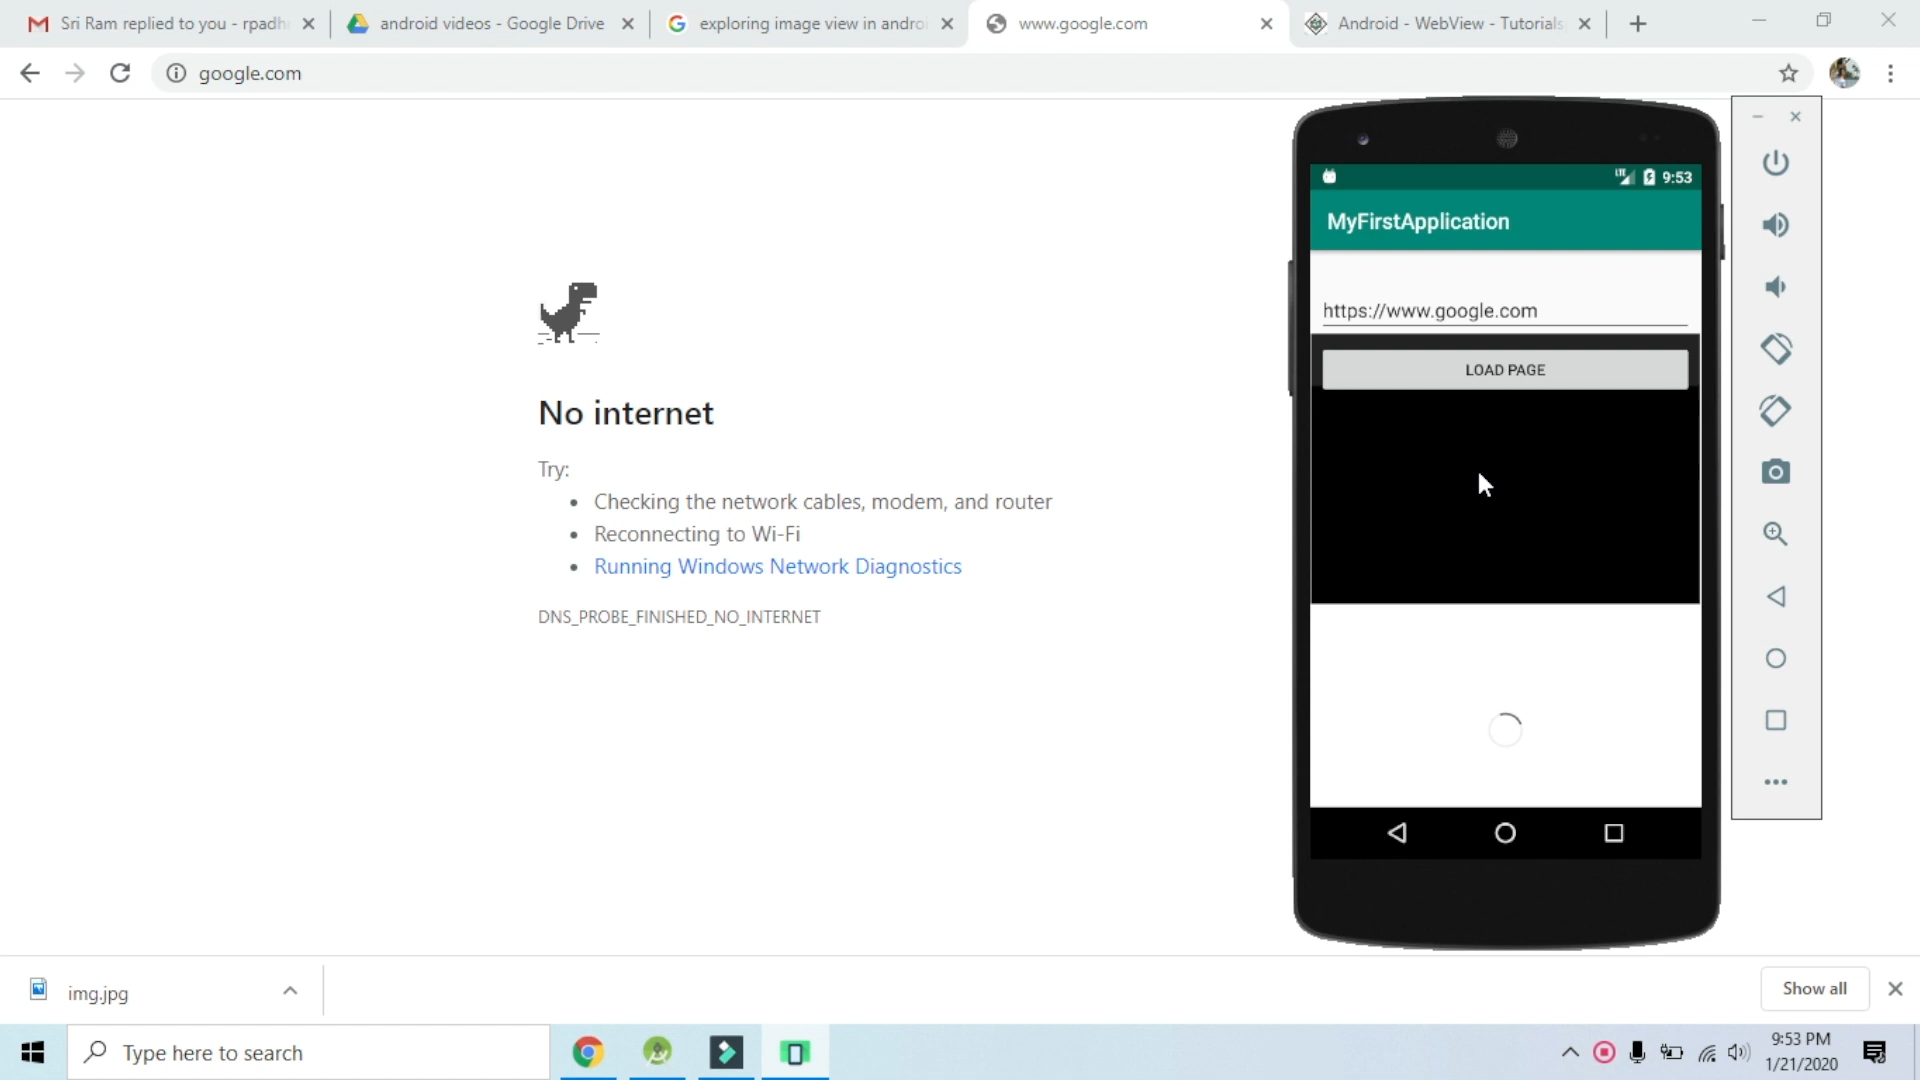 Sri Ram replied to you - rpadh
android videos - Google Drive
exploring image view in androi
www.google.com
Android - WebView - Tutorials
google.com
No internet
Try:
Checking the network cables, modem, and router
Reconnecting to Wi-Fi
Running Windows Network Diagnostics
DNS_PROBE_FINISHED_NO_INTERNET
LTE
9:53
MyFirstApplication
https://www.google.com
LOAD PAGE
img.jpg
Show all
Type here to search
9:53 PM
1/21/2020